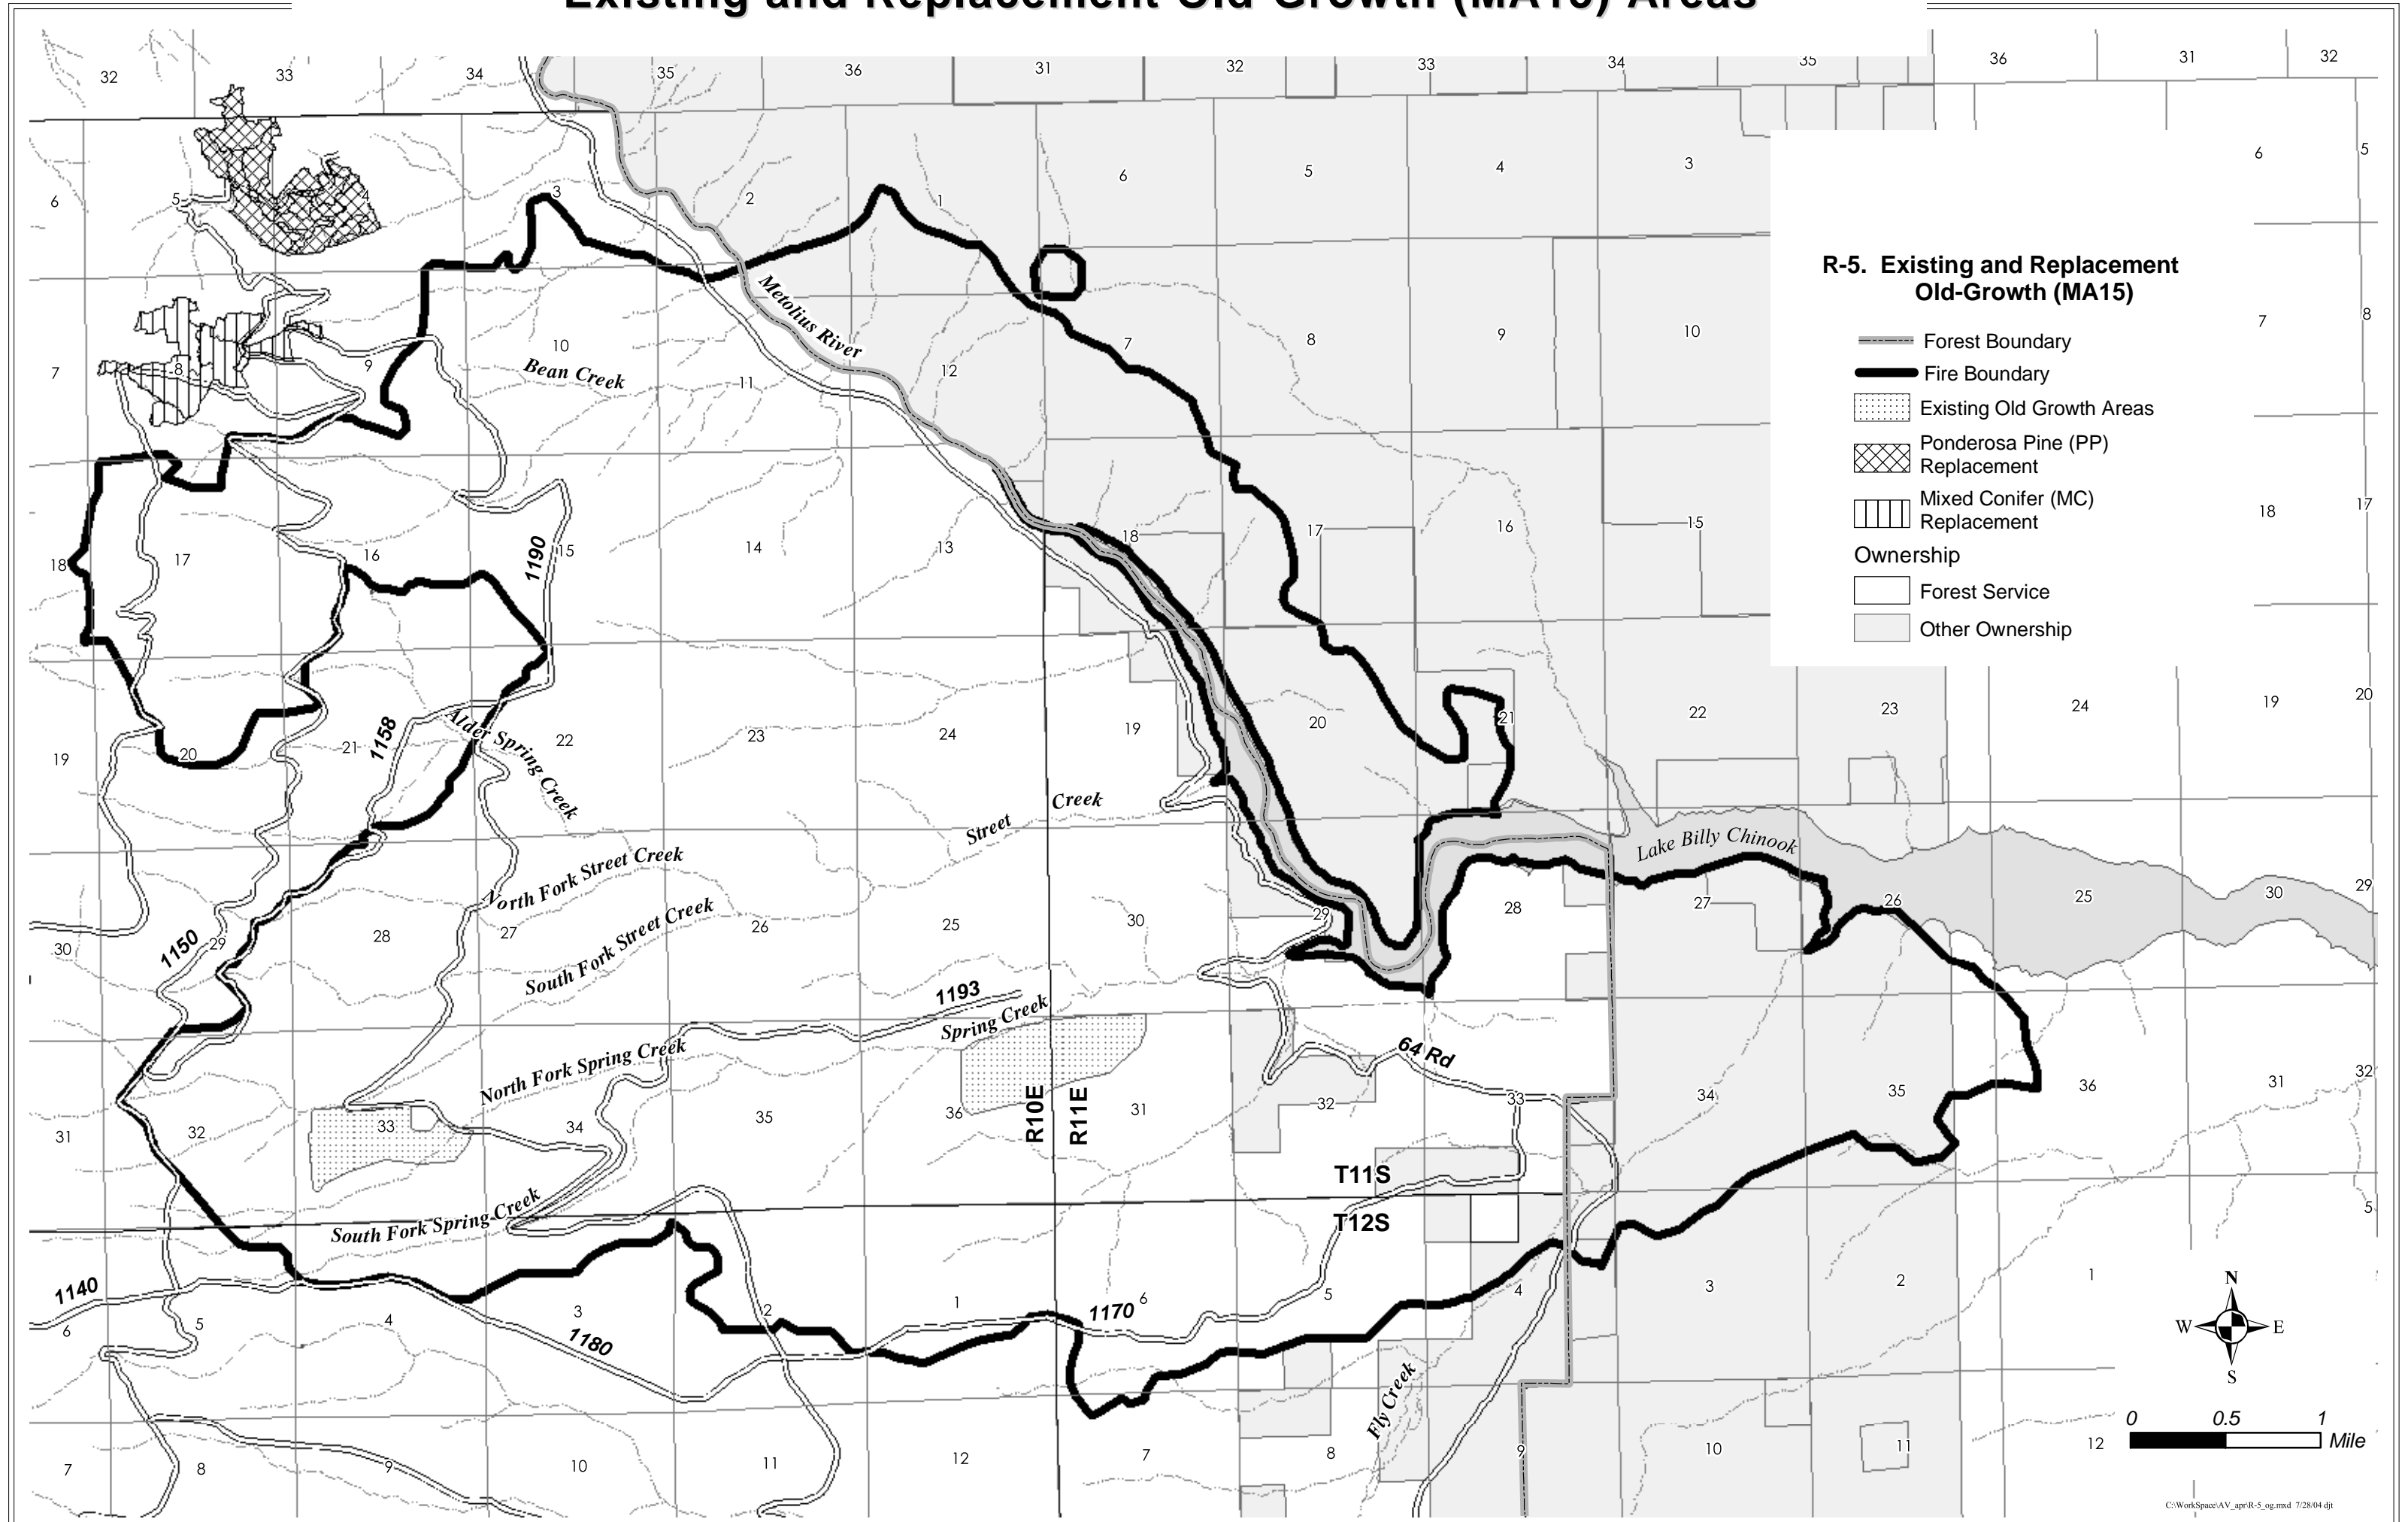 Existing and Replacement Old-Growth (MA15) Areas
32 33 34 35 36 31 32 33 34 35 36 31 32
6 5 4 3 2 1 6 5 4 3 6 5
7 8 9 10 11 12 7 8 9 10 7 8
Metolius River
Bean Creek
R-5. Existing and Replacement
Old-Growth (MA15)
Forest Boundary
Fire Boundary
Existing Old Growth Areas
Ponderosa Pine (PP)
Replacement
Mixed Conifer (MC)
Replacement
Ownership
Forest Service
Other Ownership
18 17 16 15 14 13 18 17 16 15 18 17
1190
19 20 21 22 23 24 19 20 21 22 23 24 19 20
1158
Alder Spring Creek
Street Creek
Lake Billy Chinook
North Fork Street Creek
South Fork Street Creek
30 29 28 27 26 25 30 29 28 27 26 25 30 29
1150
1193
Spring Creek
North Fork Spring Creek
64 Rd
31 32 33 34 35 36 31 32 33 34 35 36 31 32
R10E
R11E
T11S
T12S
South Fork Spring Creek
1140
6 5 4 3 2 1 6 5 4 3 2 1 5
1180
1170
Fly Creek
7 8 9 10 11 12 7 8 9 10 11 12
N
W E
S
0 0.5 1
Mile
C:\WorkSpace\AV_apr\R-5_og.mxd 7/28/04 djt